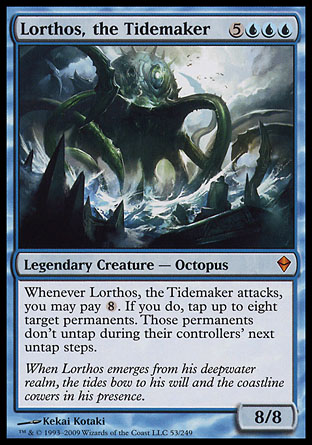 Lorthos, the Tidemaker 5
Legendary Creature — Octopus
Whenever Lorthos, the Tidemaker attacks,
you may pay 8. If you do, tap up to eight
target permanents. Those permanents
don't untap during their controllers' next
untap steps.
When Lorthos emerges from his deepwater
realm, the tides bow to his will and the coastline
cowers in his presence.
Kekai Kotaki
™ & © 1993–2009 Wizards of the Coast LLC 53/249
8/8